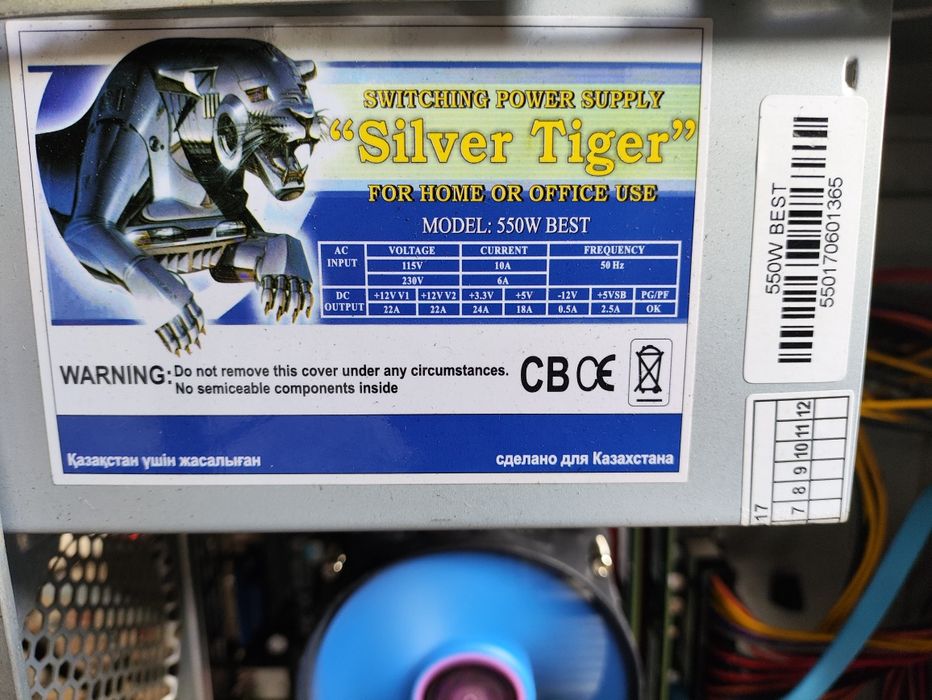 SWITCHING POWER SUPPLY
“Silver Tiger”
FOR HOME OR OFFICE USE
MODEL: 550W BEST
AC INPUT VOLTAGE CURRENT FREQUENCY
115V 10A 50 Hz
230V 6A
DC OUTPUT +12V V1 +12V V2 +3.3V +5V -12V +5VSB PG/PF
22A 22A 24A 18A 0.5A 2.5A OK
WARNING: Do not remove this cover under any circumstances.
No semiceable components inside
CB CE
Қазақстан үшін жасалыған
сделано для Казахстана
550W BEST
5501170601365
17
7 8 9 10 11 12